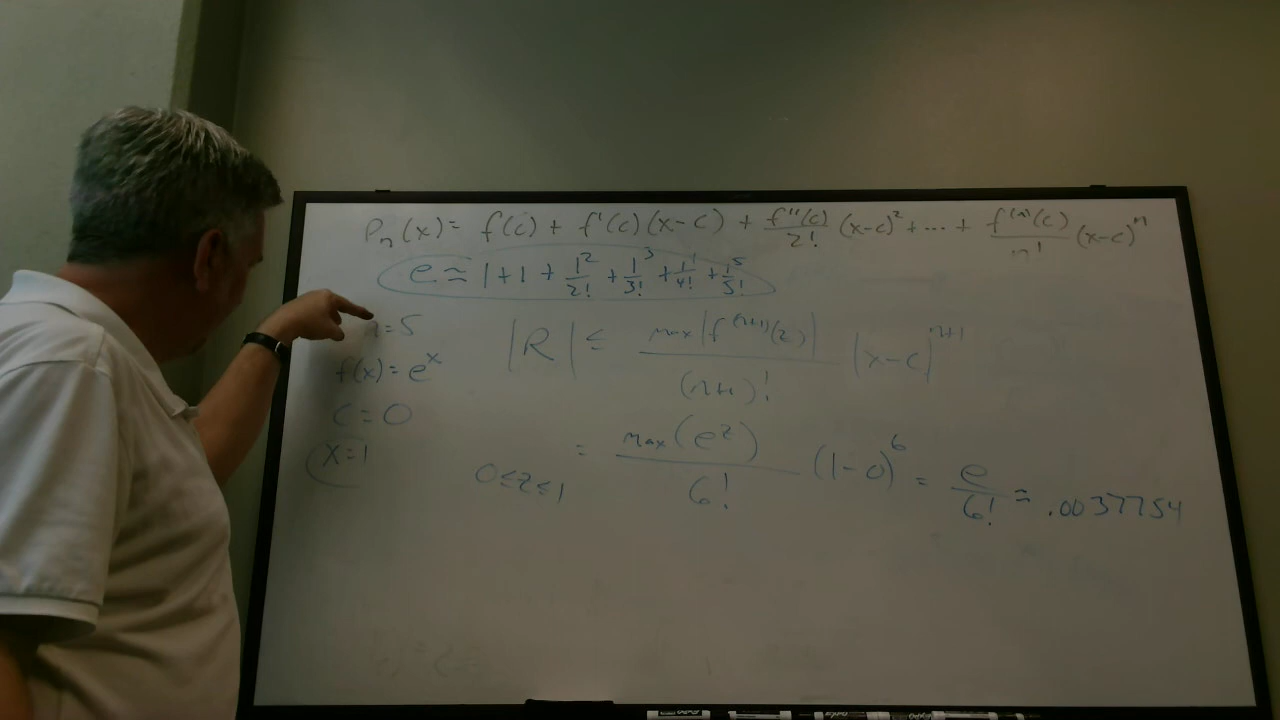 Pₙ(x) = f(c) + f'(c)(x-c) + f''(c)/2! (x-c)² + ... + f⁽ⁿ⁾(c)/n! (x-c)ⁿ
e ≈ 1 + 1 + 1²/2! + 1³/3! + 1⁴/4! + 1⁵/5!
n=5
f(x) = eˣ
c = 0
x=1
|R| ≤ max|f⁽ⁿ⁺¹⁾(z)|/(n+1)! |x-c|ⁿ⁺¹
0≤z≤1
= max(e^z)/6! (1-0)⁶ = e/6! ≈ .0037754